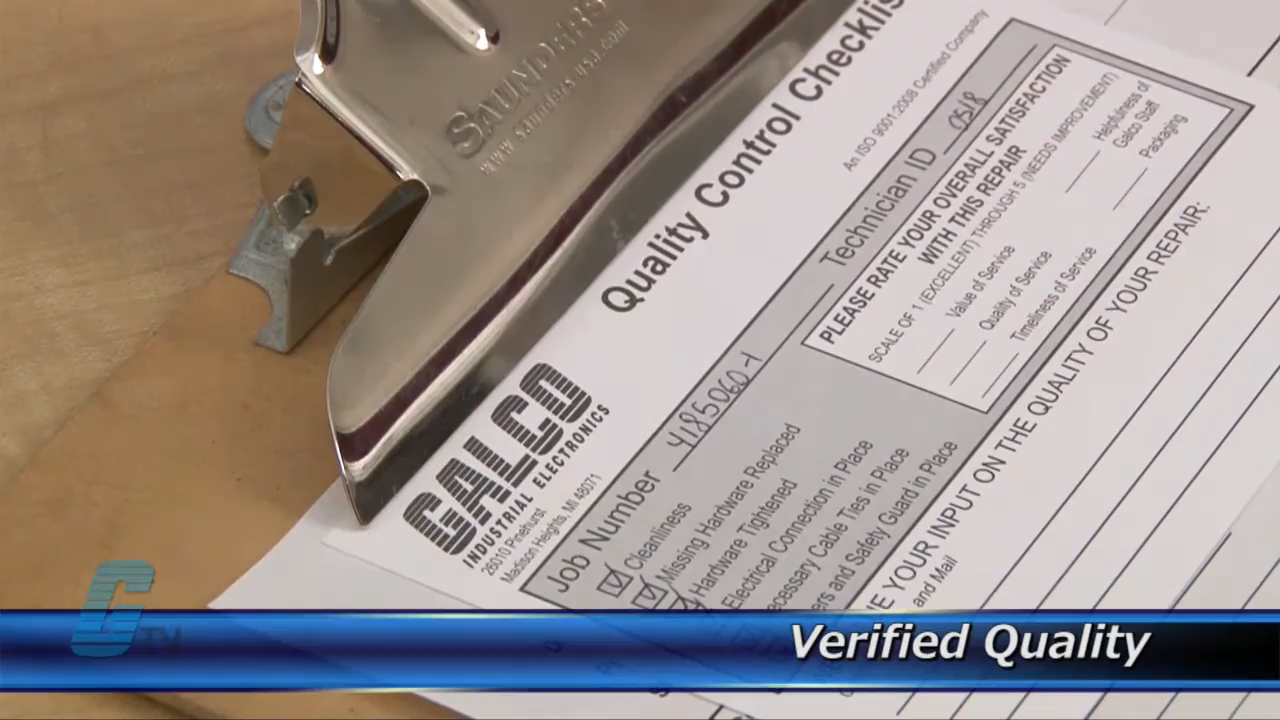 SAUNDERS
www.saunders-usa.com
Quality Control Checklis
An ISO 9001:2008 Certified Company
GALCO
INDUSTRIAL ELECTRONICS
26010 Pinehurst
Madison Heights, MI 48071
Job Number 4185060-1 Technician ID 0518
Cleanliness
Missing Hardware Replaced
Hardware Tightened
Electrical Connection in Place
ecessary Cable Ties in Place
ers and Safety Guard in Place
PLEASE RATE YOUR OVERALL SATISFACTION
WITH THIS REPAIR
SCALE OF 1 (EXCELLENT) THROUGH 5 (NEEDS IMPROVEMENT)
Value of Service
Quality of Service
Timeliness of Service
Helpfulness of
Galco Staff
Packaging
E YOUR INPUT ON THE QUALITY OF YOUR REPAIR:
and Mail
G TV
Verified Quality